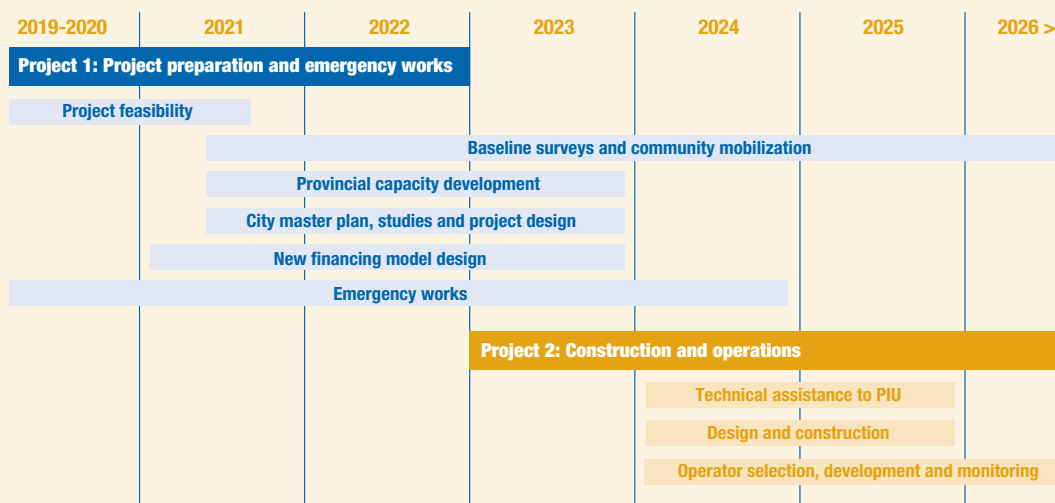 2019-2020 2021 2022 2023 2024 2025 2026 >
Project 1: Project preparation and emergency works
Project feasibility
Baseline surveys and community mobilization
Provincial capacity development
City master plan, studies and project design
New financing model design
Emergency works
Project 2: Construction and operations
Technical assistance to PIU
Design and construction
Operator selection, development and monitoring